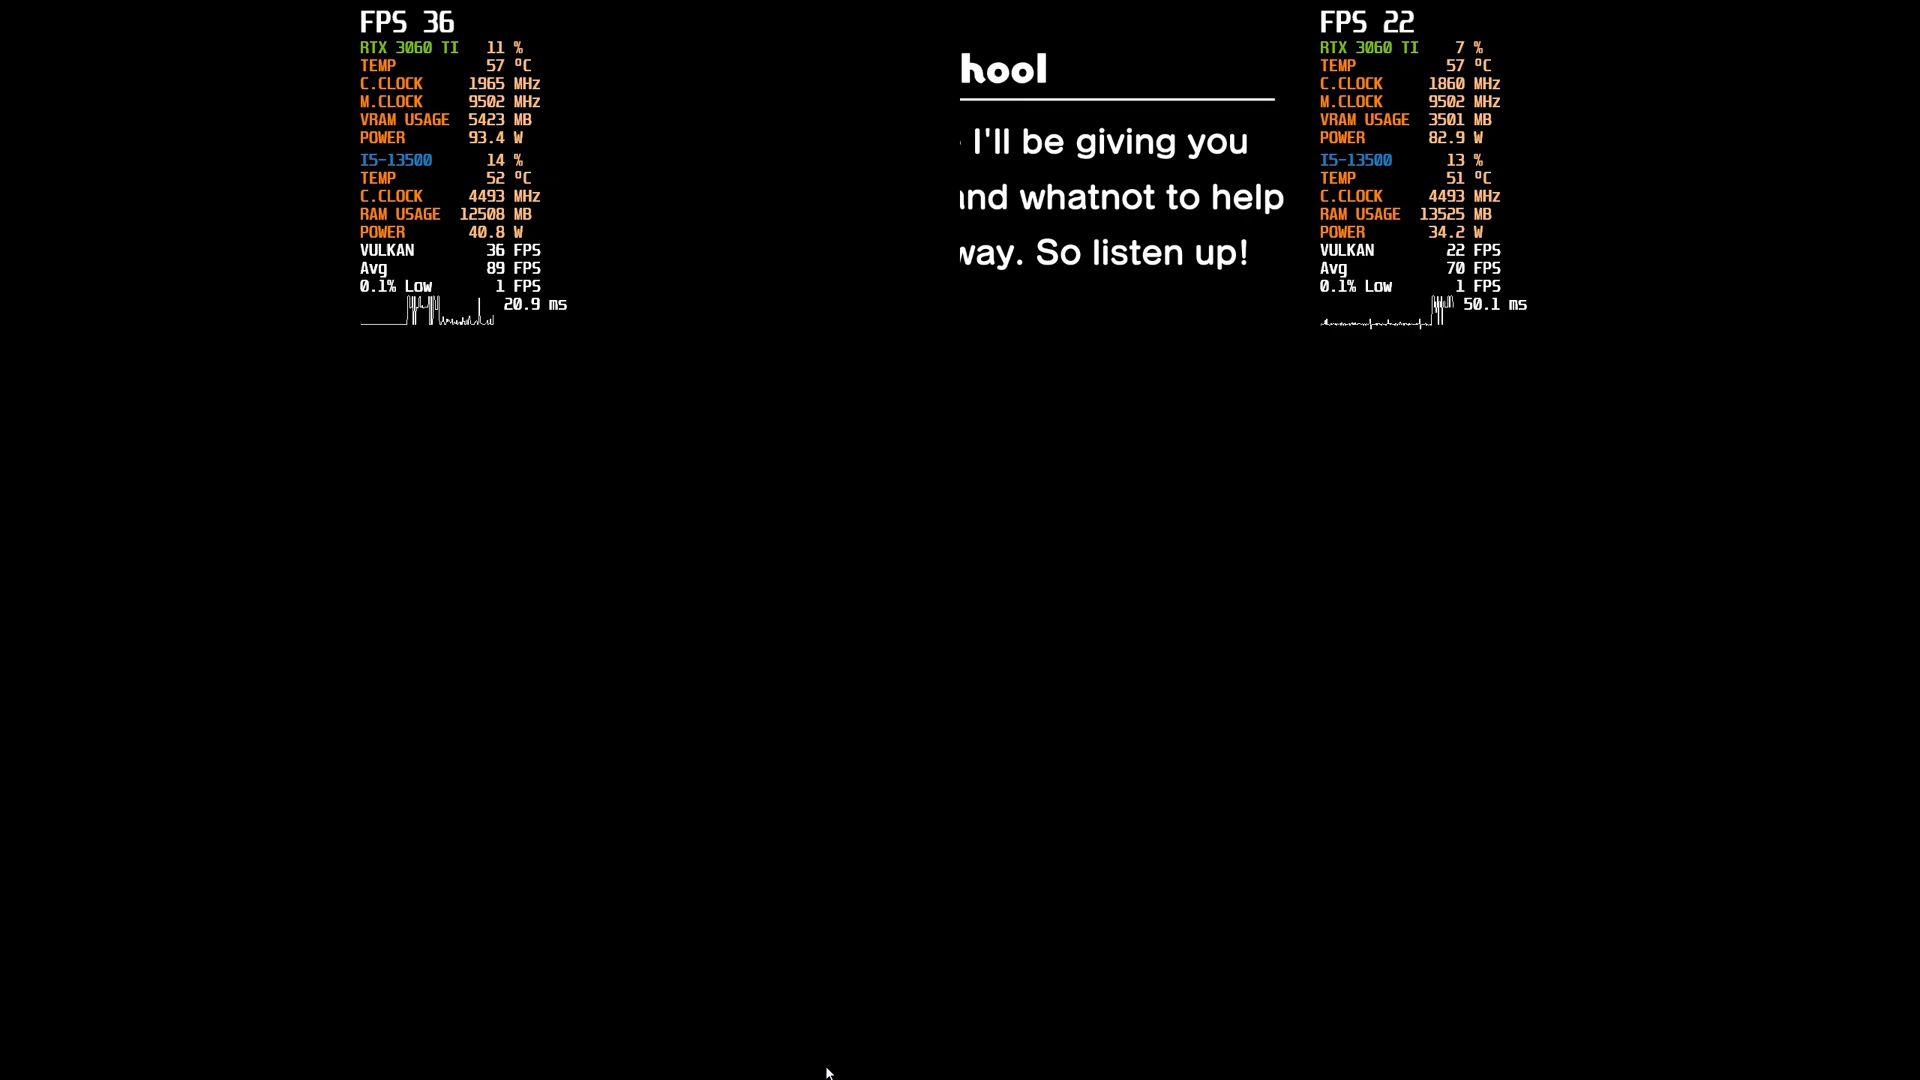 FPS 36
RTX 3060 TI 11 %
TEMP 57 °C
C.CLOCK 1965 MHz
M.CLOCK 9502 MHz
VRAM USAGE 5423 MB
POWER 93.4 W
I5-13500 14 %
TEMP 52 °C
C.CLOCK 4493 MHz
RAM USAGE 12508 MB
POWER 40.8 W
VULKAN 36 FPS
Avg 89 FPS
0.1% Low 1 FPS
20.9 ms
hool
I'll be giving you
nd whatnot to help
way. So listen up!
FPS 22
RTX 3060 TI 7 %
TEMP 57 °C
C.CLOCK 1860 MHz
M.CLOCK 9502 MHz
VRAM USAGE 3501 MB
POWER 82.9 W
I5-13500 13 %
TEMP 51 °C
C.CLOCK 4493 MHz
RAM USAGE 13525 MB
POWER 34.2 W
VULKAN 22 FPS
Avg 70 FPS
0.1% Low 1 FPS
50.1 ms